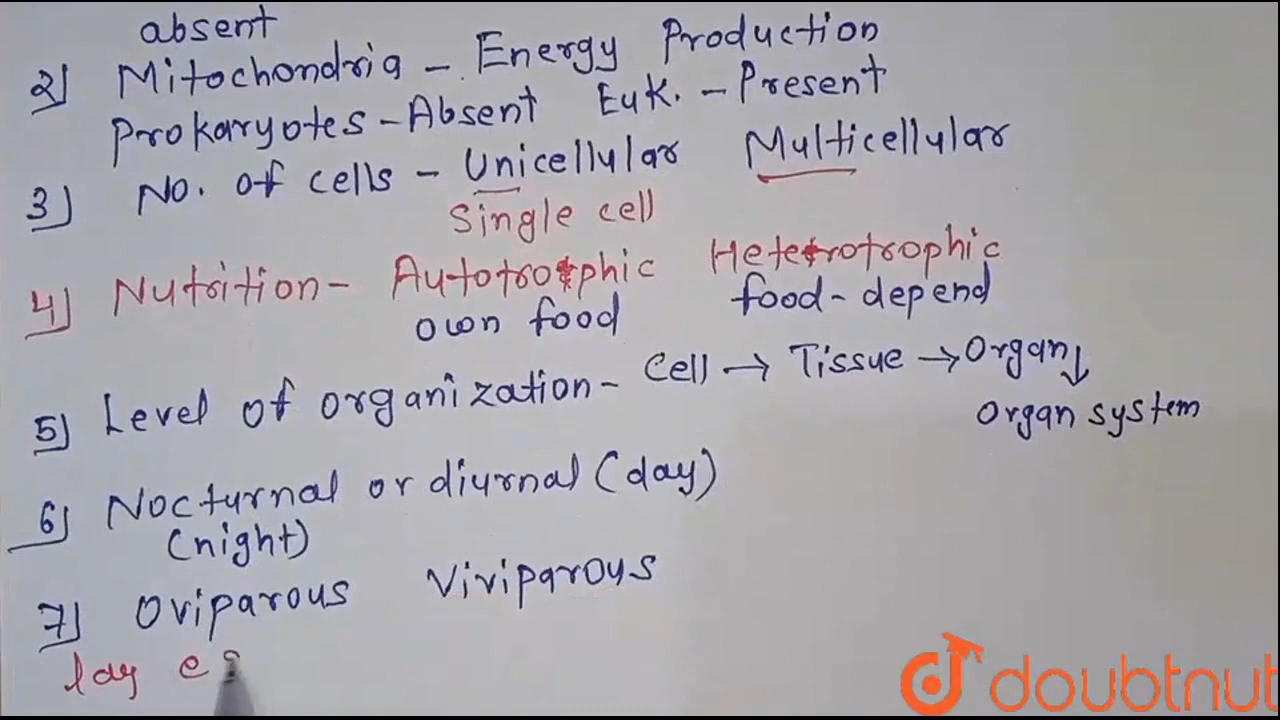 absent
2) Mitochondria - Energy Production
Prokaryotes - Absent Euk. - Present
3) No. of cells - Unicellular Multicellular
Single cell
4) Nutrition - Autotrophic Heterotrophic
own food food - depend
5) Level of organization - Cell → Tissue → Organ ↓
Organ system
6) Nocturnal or diurnal (day)
(night)
7) Oviparous Viviparous
lay
doubtnut